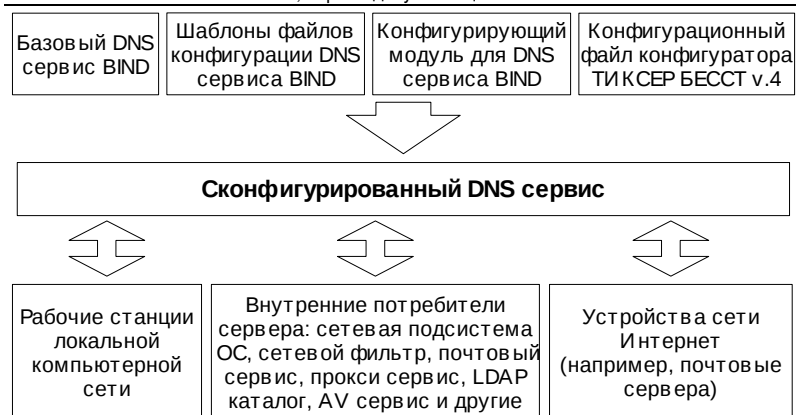 Базовый DNS
сервис BIND
Шаблоны файлов
конфигурации DNS
сервиса BIND
Конфигурирующий
модуль для DNS
сервиса BIND
Конфигурационный
файл конфигуратора
ТИКСЕР БЕССТ v.4
Сконфигурированный DNS сервис
Рабочие станции
локальной
компьютерной
сети
Внутренние потребители
сервера: сетевая подсистема
ОС, сетевой фильтр, почтовый
сервис, прокси сервис, LDAP
каталог, AV сервис и другие
Устройства сети
Интернет
(например, почтовые
сервера)